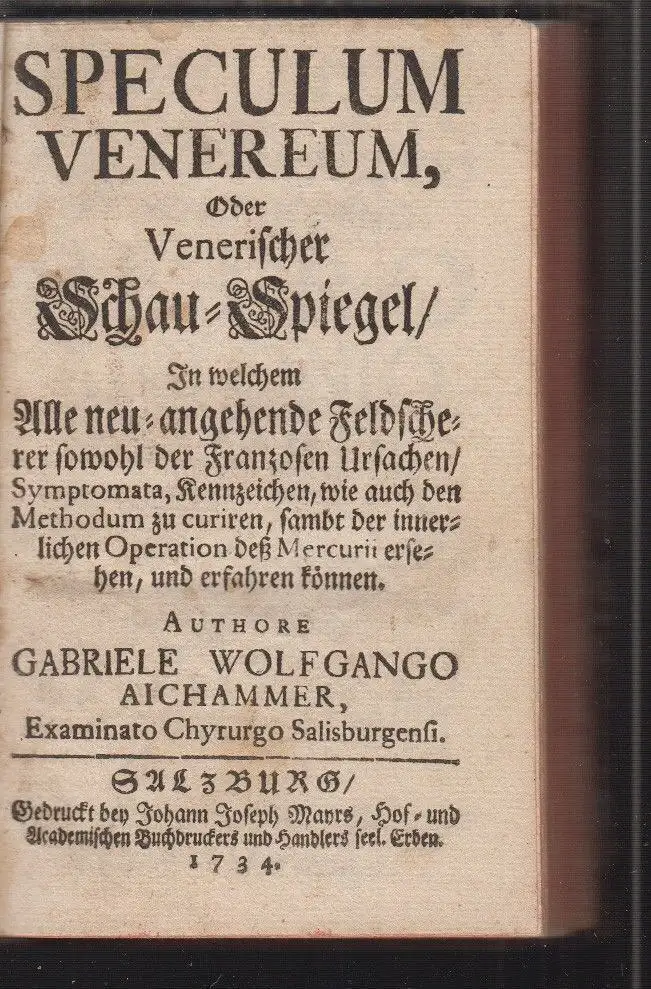 SPECULUM
VENEREUM,
Oder
Veneriſcher
Schau-Spiegel/
In welchem
Alle neu-angehende Feldſche-
rer ſowohl der Franzoſen Urſachen/
Symptomata, Kennzeichen, wie auch den
Methodum zu curiren, ſambt der inner-
lichen Operation deß Mercurii erſe-
hen, und erfahren können.
AUTHORE
GABRIELE WOLFGANGO
AICHAMMER,
Examinato Chyrurgo Salisburgenſi.
SALZBURG/
Gedruckt bey Johann Joſeph Mayrs, Hof- und
Academiſchen Buchdruckers und Handlers ſeel. Erben.
1734.